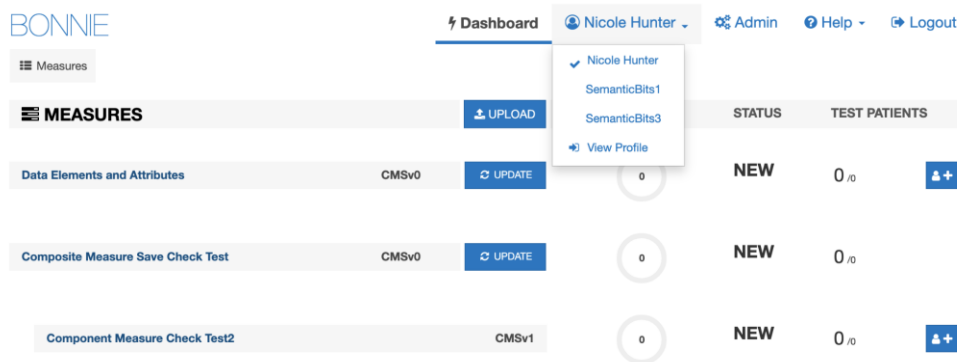 BONNIE
Dashboard
Nicole Hunter
Admin
Help
Logout
Measures
Nicole Hunter
SemanticBits1
SemanticBits3
View Profile
MEASURES
UPLOAD
STATUS
TEST PATIENTS
Data Elements and Attributes
CMSv0
UPDATE
0
NEW
0 /0
Composite Measure Save Check Test
CMSv0
UPDATE
0
NEW
0 /0
Component Measure Check Test2
CMSv1
0
NEW
0 /0